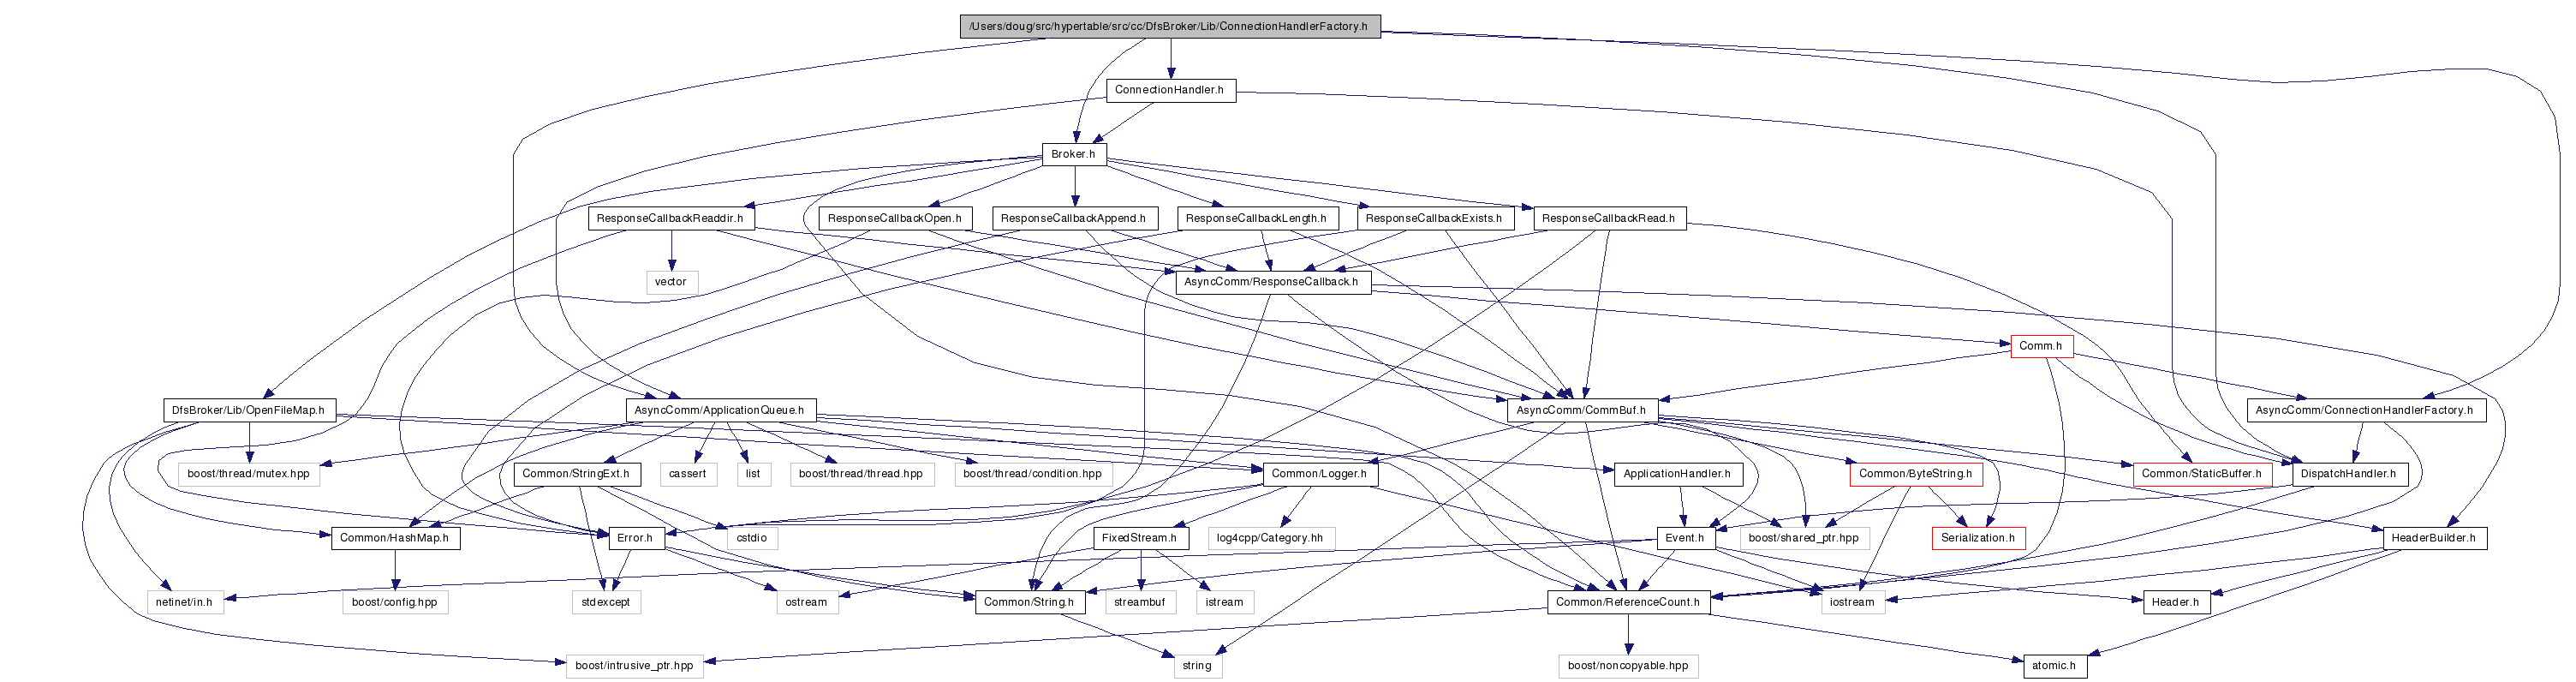 /Users/doug/src/hypertable/src/cc/DfsBroker/Lib/ConnectionHandlerFactory.h
ConnectionHandler.h
Broker.h
ResponseCallbackReaddir.h
ResponseCallbackOpen.h
ResponseCallbackAppend.h
ResponseCallbackLength.h
ResponseCallbackExists.h
ResponseCallbackRead.h
vector
AsyncComm/ResponseCallback.h
Comm.h
DfsBroker/Lib/OpenFileMap.h
AsyncComm/ApplicationQueue.h
AsyncComm/CommBuf.h
AsyncComm/ConnectionHandlerFactory.h
boost/thread/mutex.hpp
Common/StringExt.h
cassert
list
boost/thread/thread.hpp
boost/thread/condition.hpp
Common/Logger.h
ApplicationHandler.h
Common/ByteString.h
Common/StaticBuffer.h
DispatchHandler.h
Common/HashMap.h
Error.h
cstdio
FixedStream.h
log4cpp/Category.hh
Event.h
boost/shared_ptr.hpp
Serialization.h
HeaderBuilder.h
netinet/in.h
boost/config.hpp
stdexcept
ostream
Common/String.h
streambuf
istream
Common/ReferenceCount.h
iostream
Header.h
boost/intrusive_ptr.hpp
string
boost/noncopyable.hpp
atomic.h